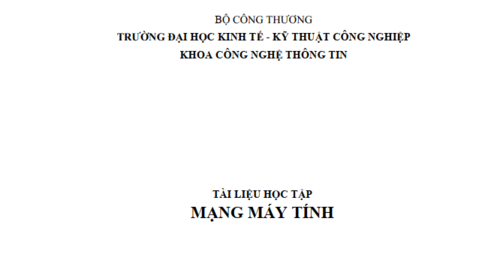 BỘ CÔNG THƯƠNG
TRƯỜNG ĐẠI HỌC KINH TẾ - KỸ THUẬT CÔNG NGHIỆP
KHOA CÔNG NGHỆ THÔNG TIN
TÀI LIỆU HỌC TẬP
MẠNG MÁY TÍNH